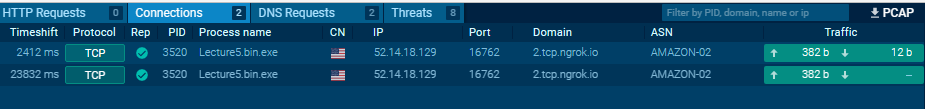 HTTP Requests 0 Connections 2 DNS Requests 2 Threats 8 Filter by PID, domain, name or ip PCAP
Timeshift Protocol Rep PID Process name CN IP Port Domain ASN Traffic
2412 ms TCP 3520 Lecture5.bin.exe 52.14.18.129 16762 2.tcp.ngrok.io AMAZON-02 382 b 12 b
23832 ms TCP 3520 Lecture5.bin.exe 52.14.18.129 16762 2.tcp.ngrok.io AMAZON-02 382 b –